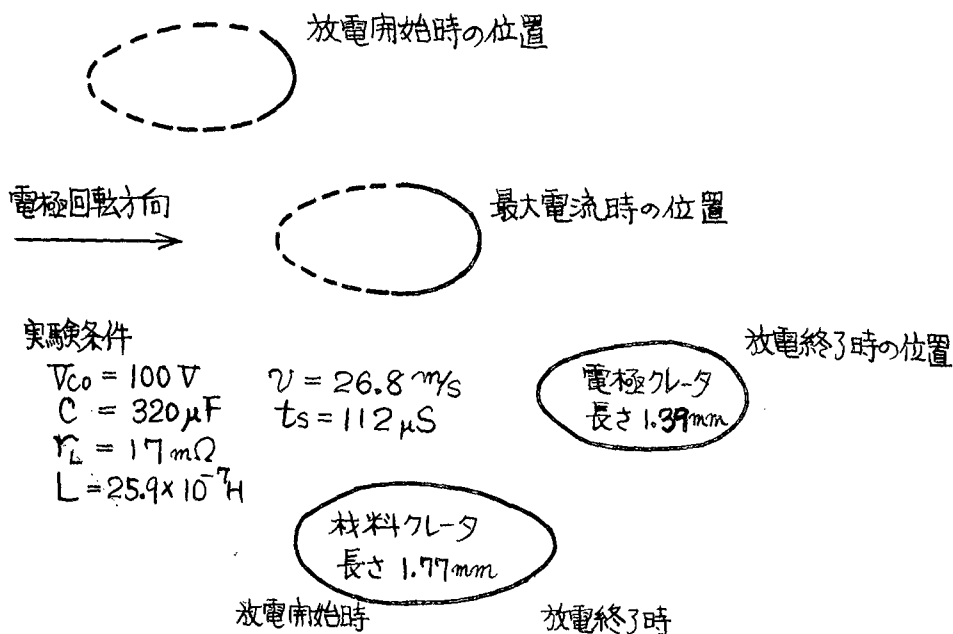 放電開始時の位置
電極回転方向
最大電流時の位置
実験条件
Vco = 100 V
C = 320 μF
rL = 17 mΩ
L = 25.9×10⁻⁷H
v = 26.8 m/s
ts = 112 μS
放電終了時の位置
電極クレータ
長さ 1.39mm
材料クレータ
長さ 1.77mm
放電開始時
放電終了時